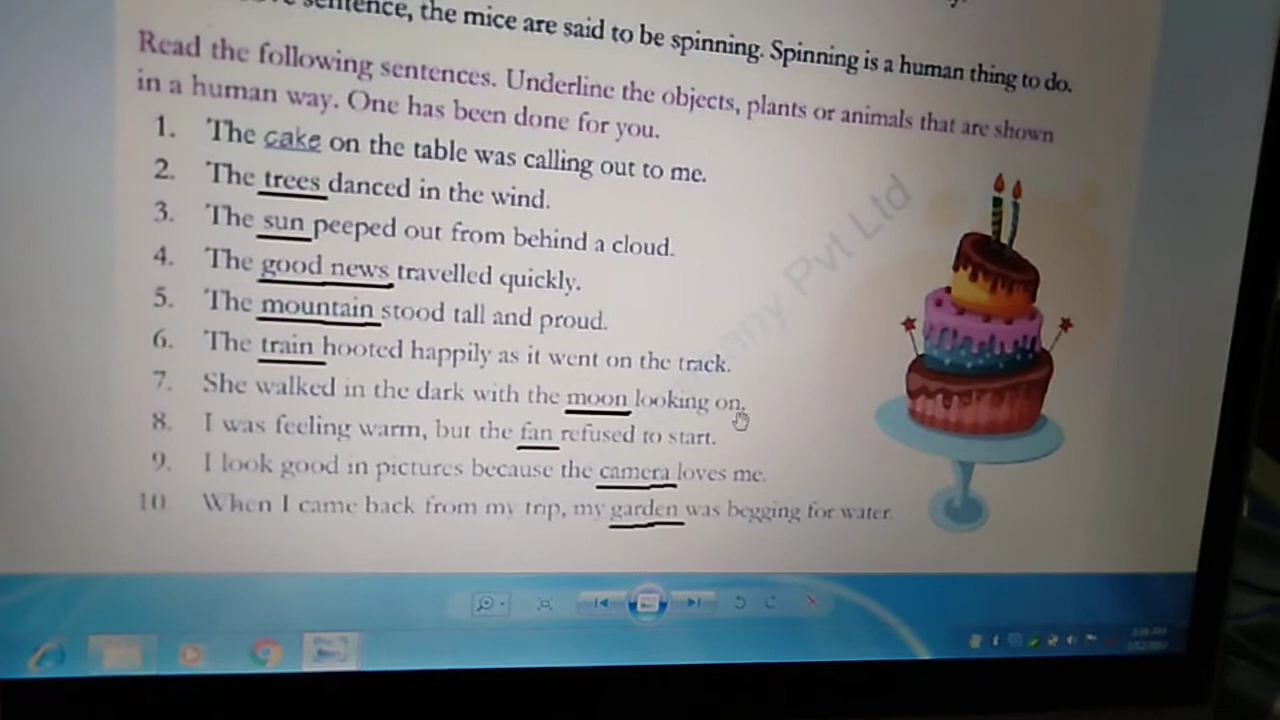 sentence, the mice are said to be spinning. Spinning is a human thing to do.
Read the following sentences. Underline the objects, plants or animals that are shown
in a human way. One has been done for you.
1. The cake on the table was calling out to me.
2. The trees danced in the wind.
3. The sun peeped out from behind a cloud.
4. The good news travelled quickly.
5. The mountain stood tall and proud.
6. The train hooted happily as it went on the track.
7. She walked in the dark with the moon looking on.
8. I was feeling warm, but the fan refused to start.
9. I look good in pictures because the camera loves me.
10. When I came back from my trip, my garden was begging for water.
Pvt Ltd